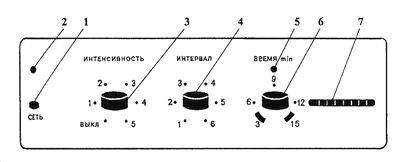 2 1 3 4 5 6 7
ИНТЕНСИВНОСТЬ ИНТЕРВАЛ ВРЕМЯ/min
9
2 3 3 4
1 4 2 5 6 12
СЕТЬ ВЫКЛ 5 1 6 3 15